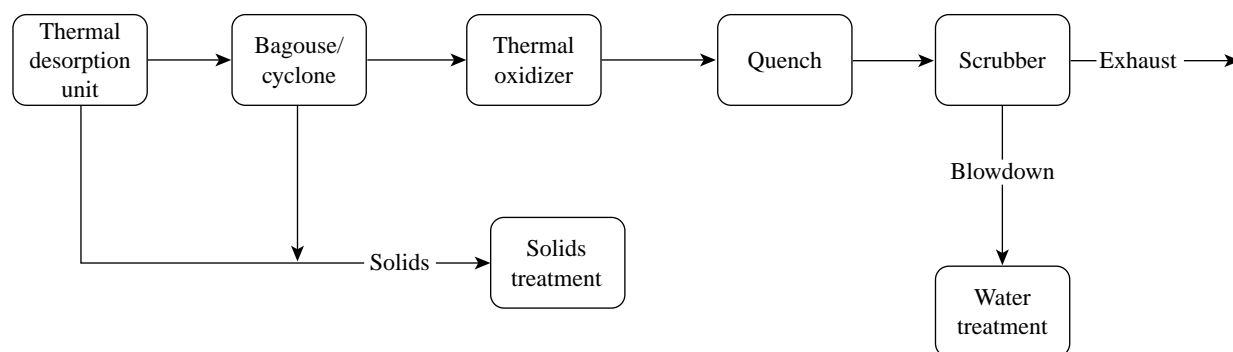 Thermal
desorption
unit
Bagouse/
cyclone
Thermal
oxidizer
Quench
Scrubber
Exhaust
Blowdown
Solids
Solids
treatment
Water
treatment